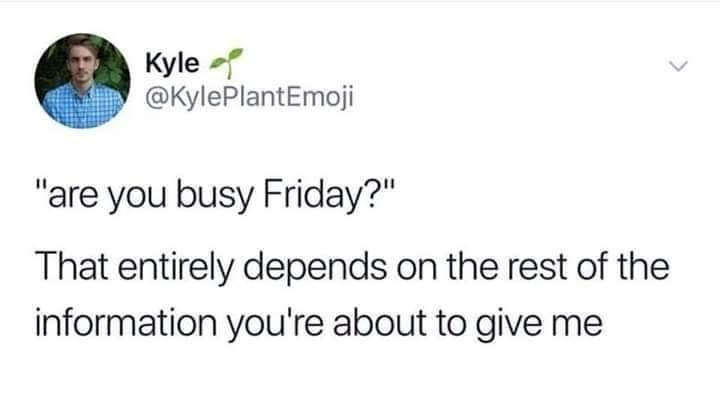 Kyle 🌱
@KylePlantEmoji
"are you busy Friday?"
That entirely depends on the rest of the
information you're about to give me